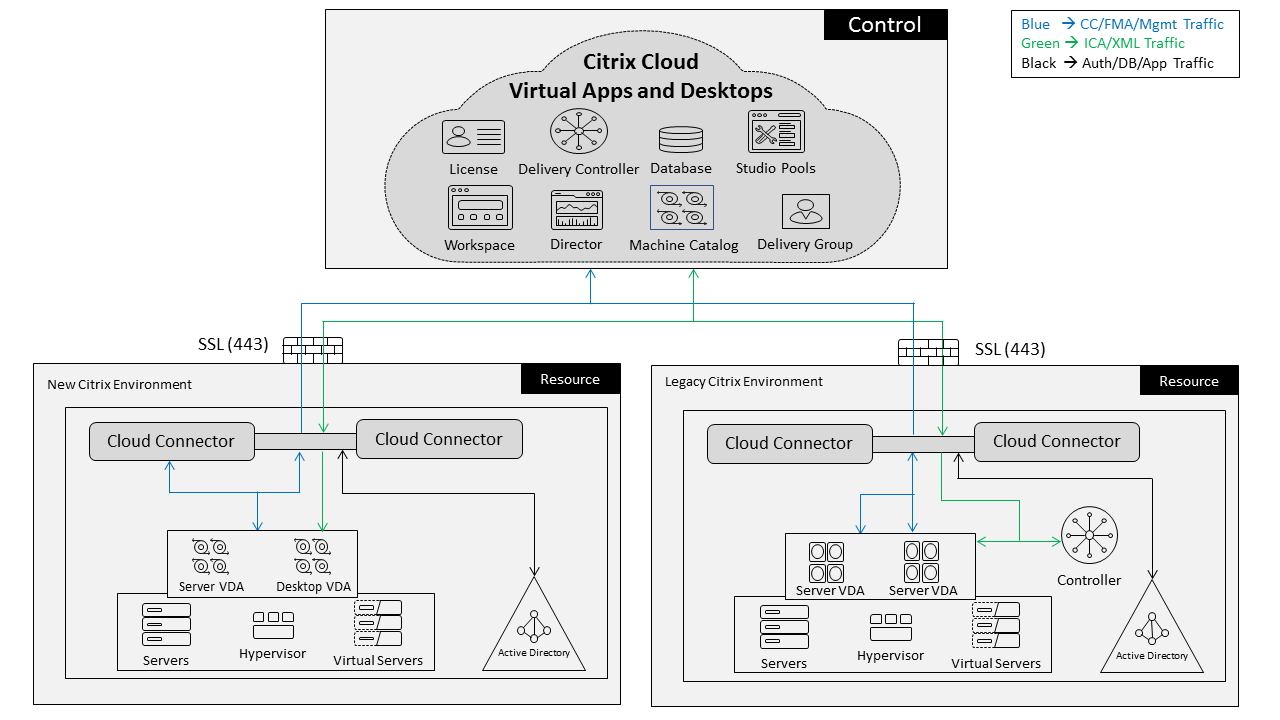 Control
Blue → CC/FMA/Mgmt Traffic
Green → ICA/XML Traffic
Black → Auth/DB/App Traffic
Citrix Cloud
Virtual Apps and Desktops
License
Delivery Controller
Database
Studio Pools
Workspace
Director
Machine Catalog
Delivery Group
SSL (443)
SSL (443)
New Citrix Environment
Resource
Cloud Connector
Cloud Connector
Server VDA
Desktop VDA
Servers
Hypervisor
Virtual Servers
Active Directory
Legacy Citrix Environment
Resource
Cloud Connector
Cloud Connector
Controller
Server VDA
Server VDA
Servers
Hypervisor
Virtual Servers
Active Directory